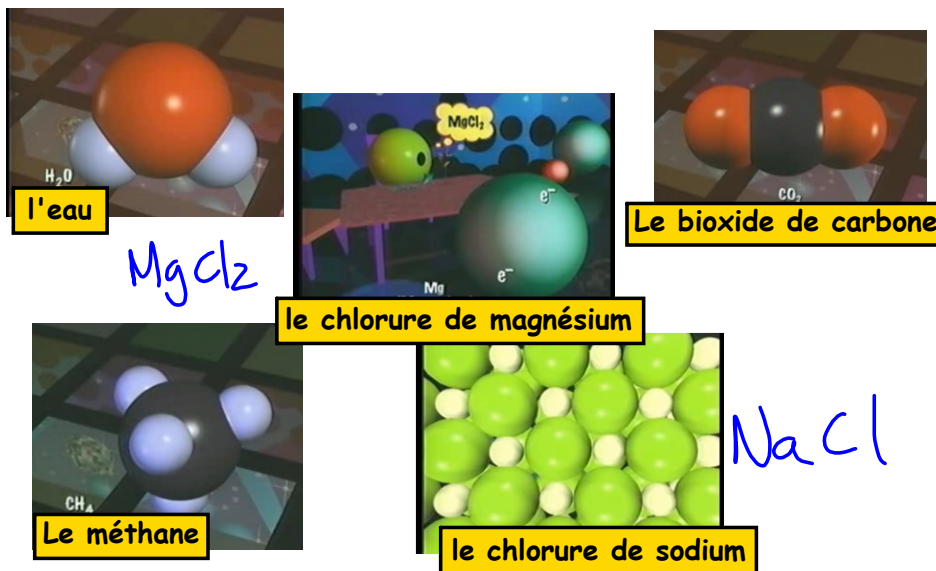 H₂O
l'eau
MgCl₂
e⁻
e⁻
Mg
le chlorure de magnésium
CO₂
Le bioxide de carbone
MgCl₂
CH₄
Le méthane
NaCl
le chlorure de sodium